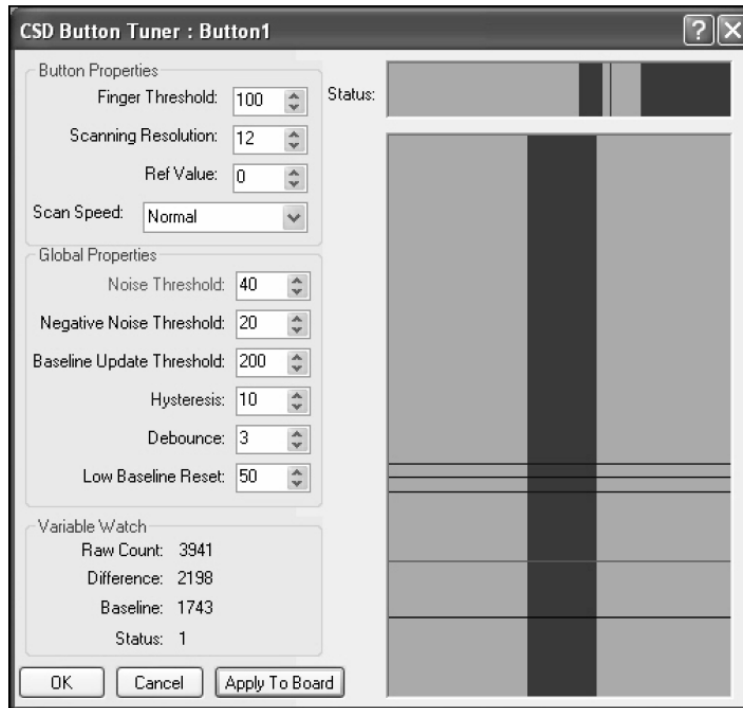 CSD Button Tuner : Button1
Button Properties
Finger Threshold: 100
Scanning Resolution: 12
Ref Value: 0
Scan Speed: Normal
Status:
Global Properties
Noise Threshold: 40
Negative Noise Threshold: 20
Baseline Update Threshold: 200
Hysteresis: 10
Debounce: 3
Low Baseline Reset: 50
Variable Watch
Raw Count: 3941
Difference: 2198
Baseline: 1743
Status: 1
OK Cancel Apply To Board